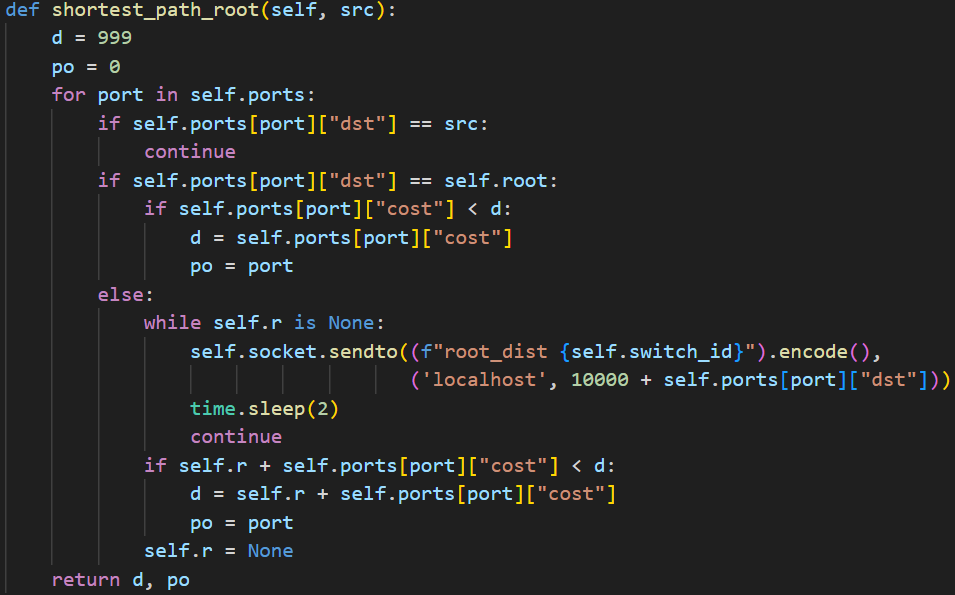 def shortest_path_root(self, src):
    d = 999
    po = 0
    for port in self.ports:
        if self.ports[port]["dst"] == src:
            continue
        if self.ports[port]["dst"] == self.root:
            if self.ports[port]["cost"] < d:
                d = self.ports[port]["cost"]
                po = port
        else:
            while self.r is None:
                self.socket.sendto((f"root_dist {self.switch_id}").encode(),
                                   ('localhost', 10000 + self.ports[port]["dst"]))
                time.sleep(2)
                continue
            if self.r + self.ports[port]["cost"] < d:
                d = self.r + self.ports[port]["cost"]
                po = port
            self.r = None
    return d, po